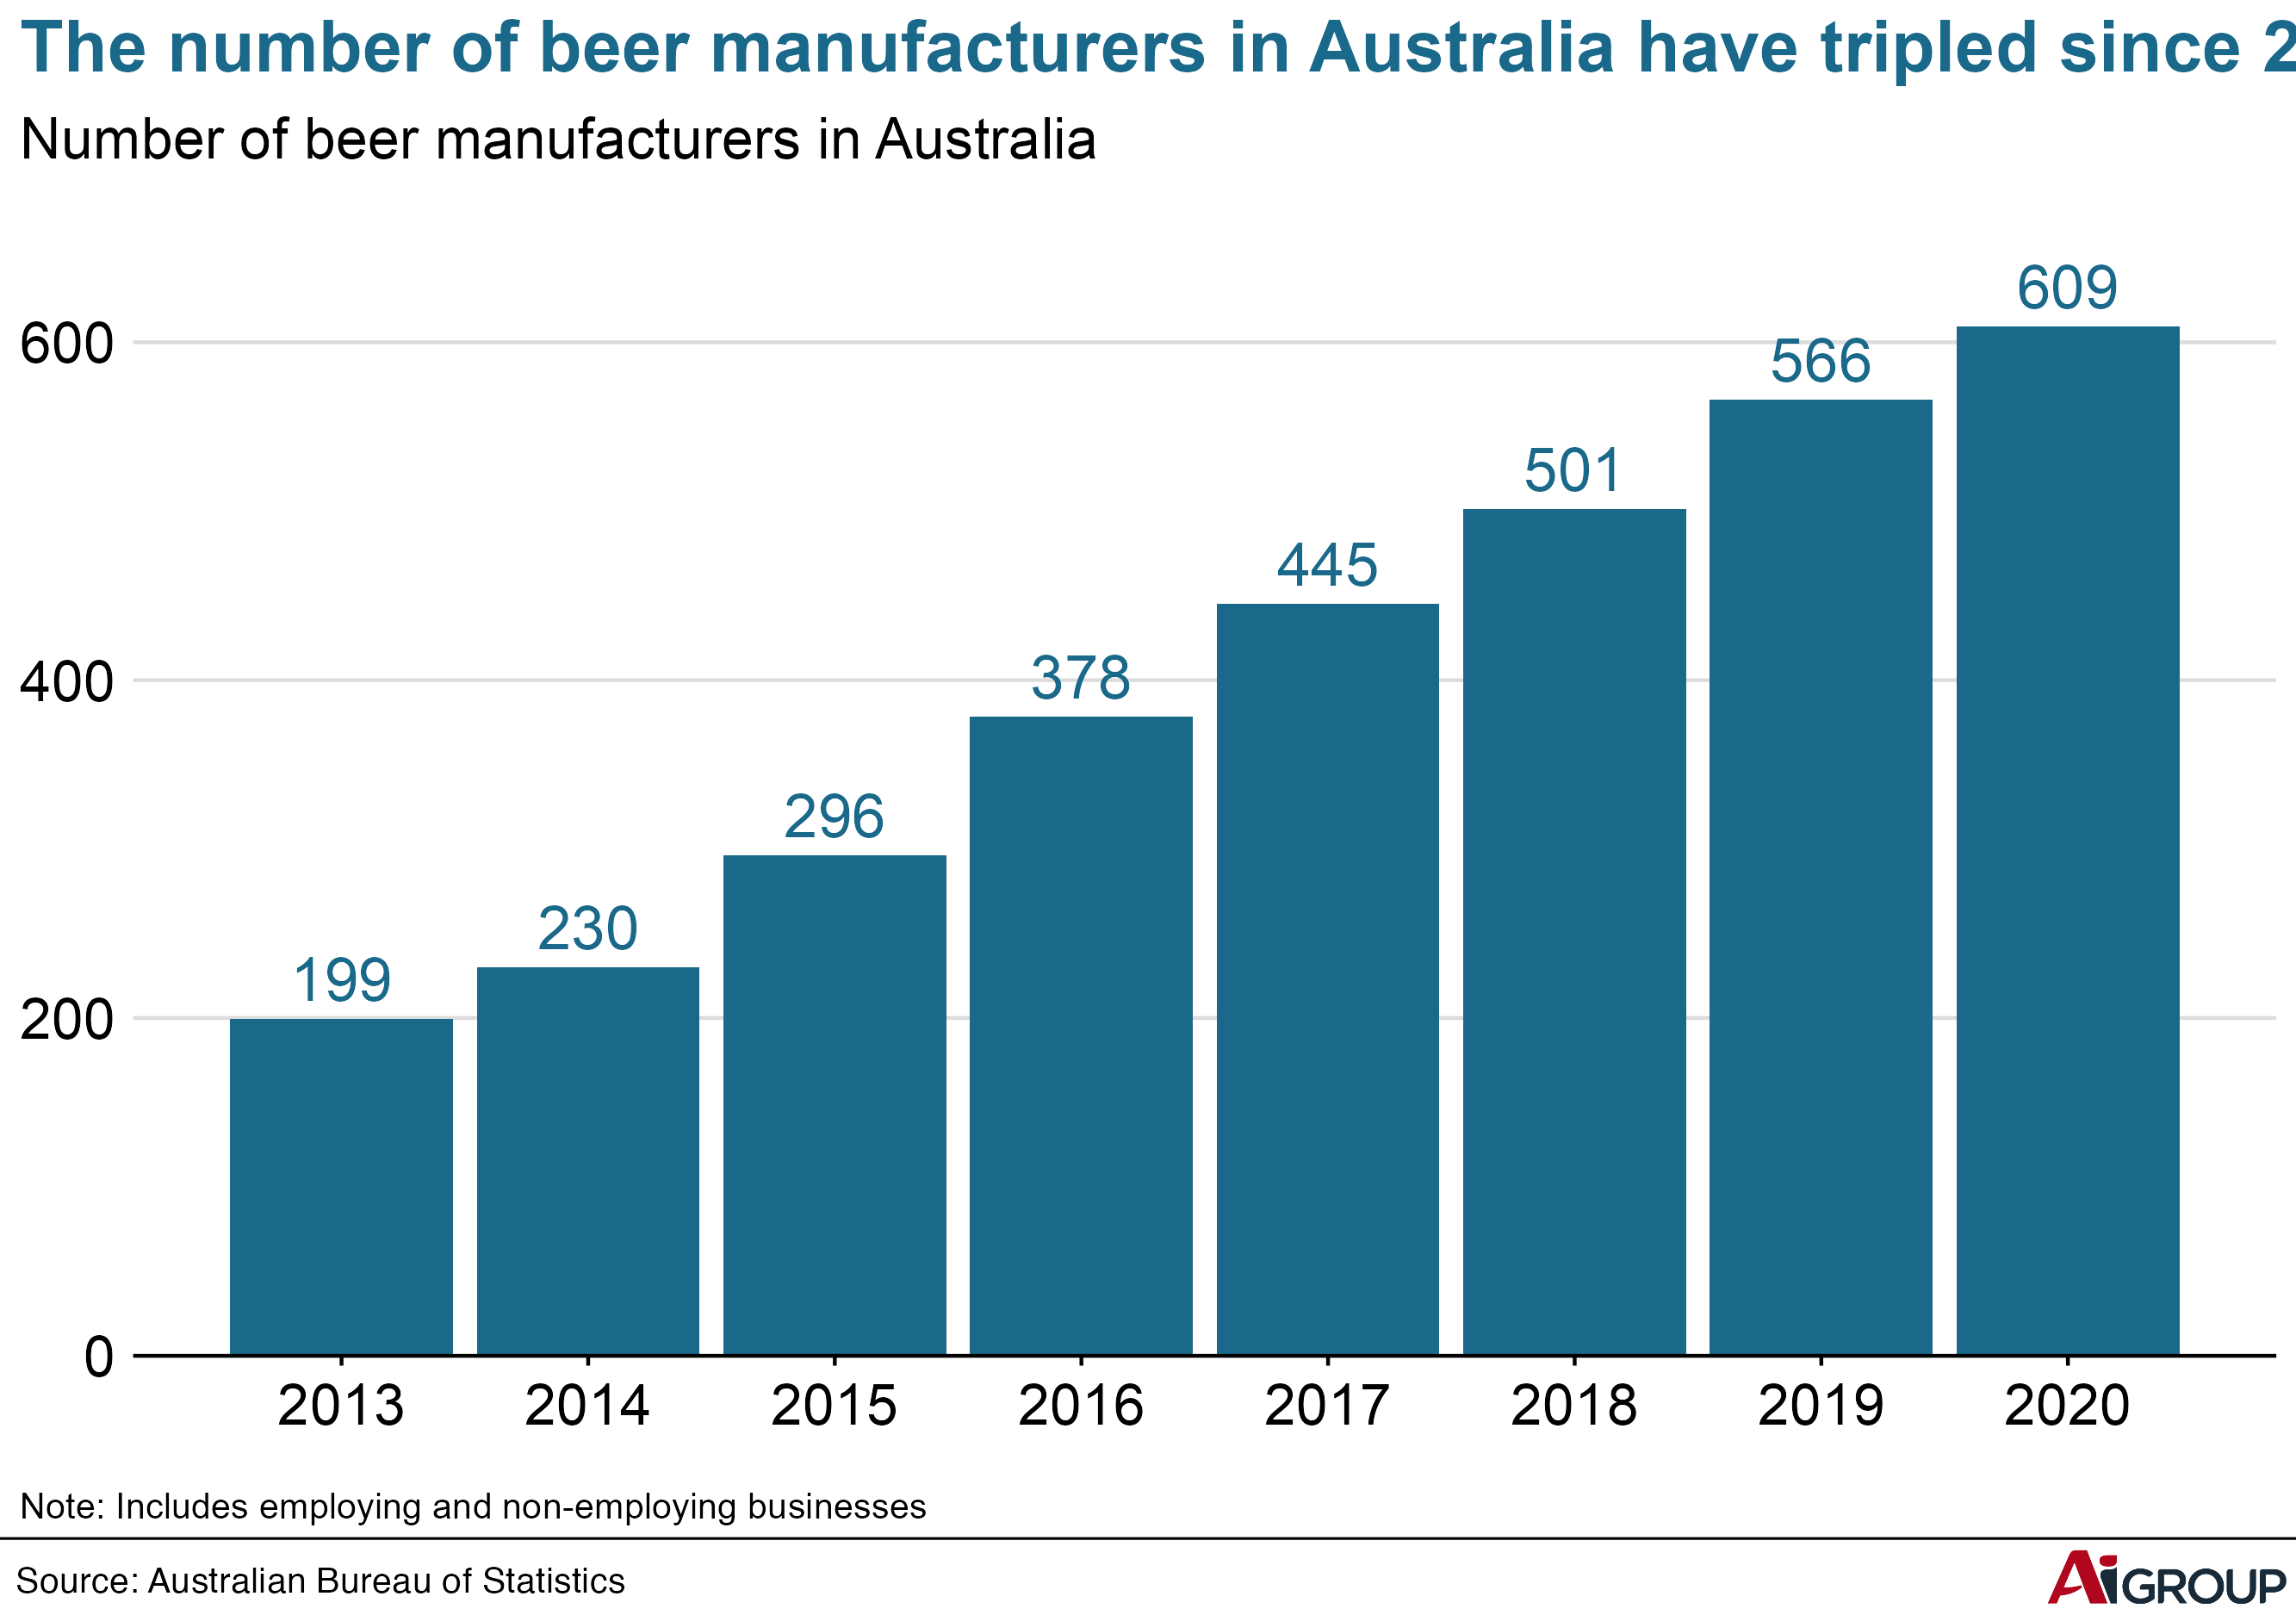 The number of beer manufacturers in Australia have tripled since 2
Number of beer manufacturers in Australia
609
600
566
501
445
400
378
296
230
199
200
0
2013 2014 2015 2016 2017 2018 2019 2020
Note: Includes employing and non-employing businesses
Source: Australian Bureau of Statistics
Ai GROUP